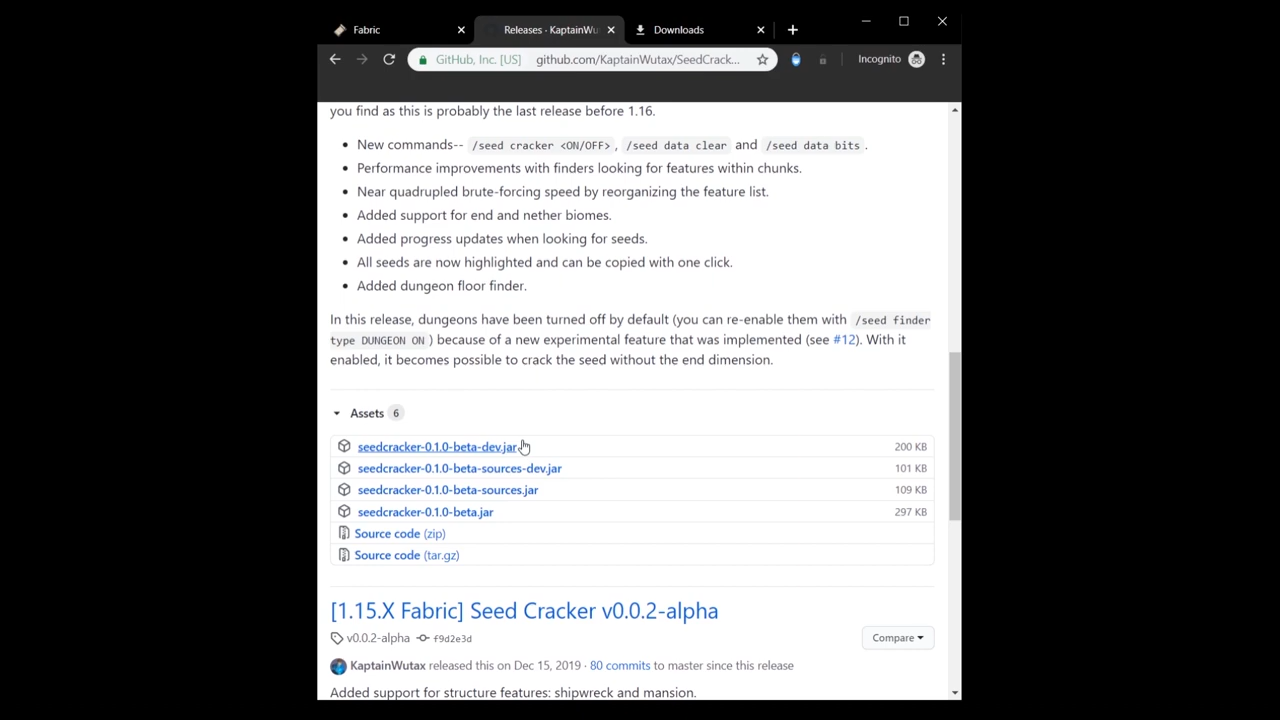 Fabric
Releases · KaptainWu
Downloads
GitHub, Inc. [US]
github.com/KaptainWutax/SeedCrack...
Incognito
you find as this is probably the last release before 1.16.
• New commands-- /seed cracker <ON/OFF>, /seed data clear and /seed data bits.
• Performance improvements with finders looking for features within chunks.
• Near quadrupled brute-forcing speed by reorganizing the feature list.
• Added support for end and nether biomes.
• Added progress updates when looking for seeds.
• All seeds are now highlighted and can be copied with one click.
• Added dungeon floor finder.
In this release, dungeons have been turned off by default (you can re-enable them with /seed finder
type DUNGEON ON) because of a new experimental feature that was implemented (see #12). With it
enabled, it becomes possible to crack the seed without the end dimension.
Assets 6
seedcracker-0.1.0-beta-dev.jar 200 KB
seedcracker-0.1.0-beta-sources-dev.jar 101 KB
seedcracker-0.1.0-beta-sources.jar 109 KB
seedcracker-0.1.0-beta.jar 297 KB
Source code (zip)
Source code (tar.gz)
[1.15.X Fabric] Seed Cracker v0.0.2-alpha
v0.0.2-alpha f9d2e3d
Compare
KaptainWutax released this on Dec 15, 2019 · 80 commits to master since this release
Added support for structure features: shipwreck and mansion.